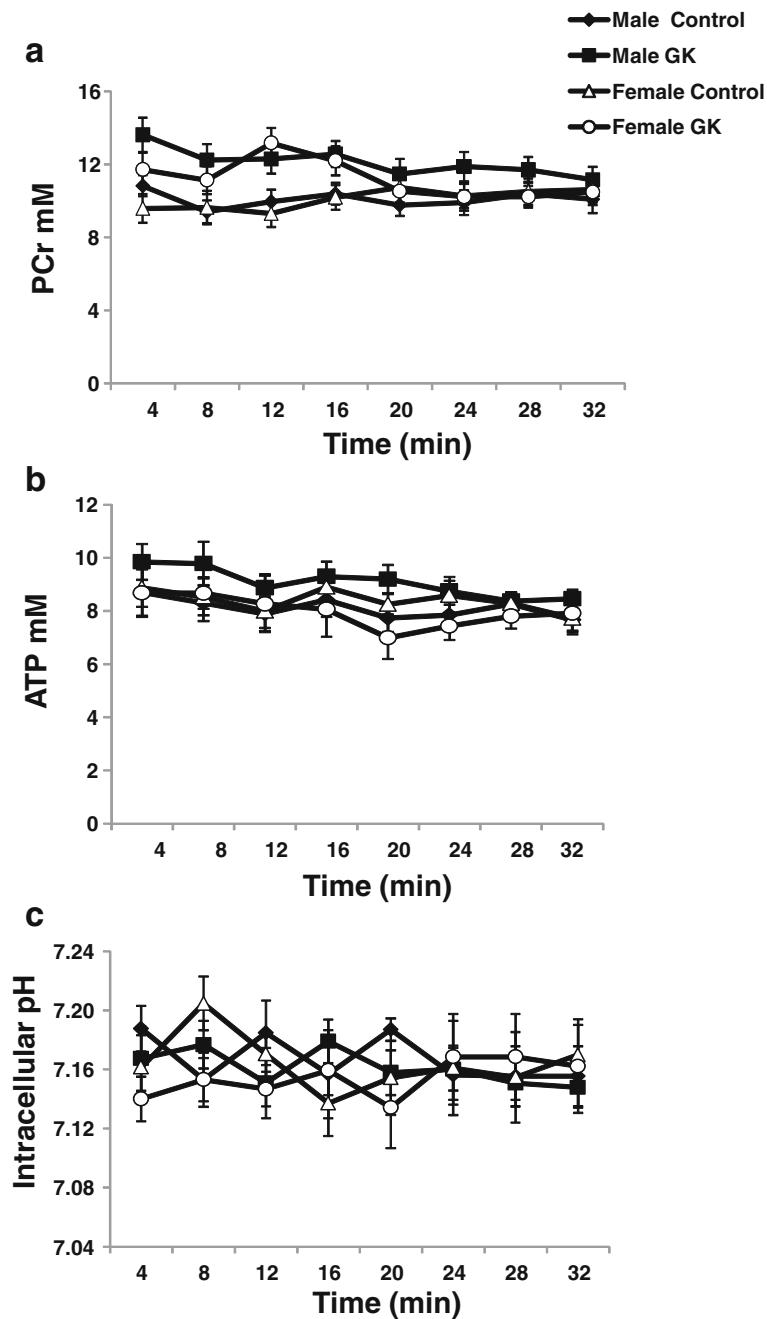 Male Control
Male GK
Female Control
Female GK
a
16
12
8
4
0
PCr mM
4 8 12 16 20 24 28 32
Time (min)
b
12
10
8
6
4
2
0
ATP mM
4 8 12 16 20 24 28 32
Time (min)
c
7.24
7.20
7.16
7.12
7.08
7.04
Intracellular pH
4 8 12 16 20 24 28 32
Time (min)